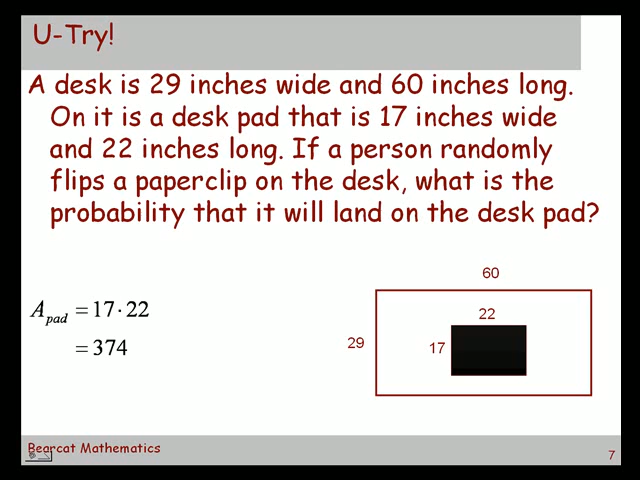 U-Try!
A desk is 29 inches wide and 60 inches long.
On it is a desk pad that is 17 inches wide
and 22 inches long. If a person randomly
flips a paperclip on the desk, what is the
probability that it will land on the desk pad?
60
A pad = 17 · 22
22
29
17
= 374
Bearcat Mathematics
7